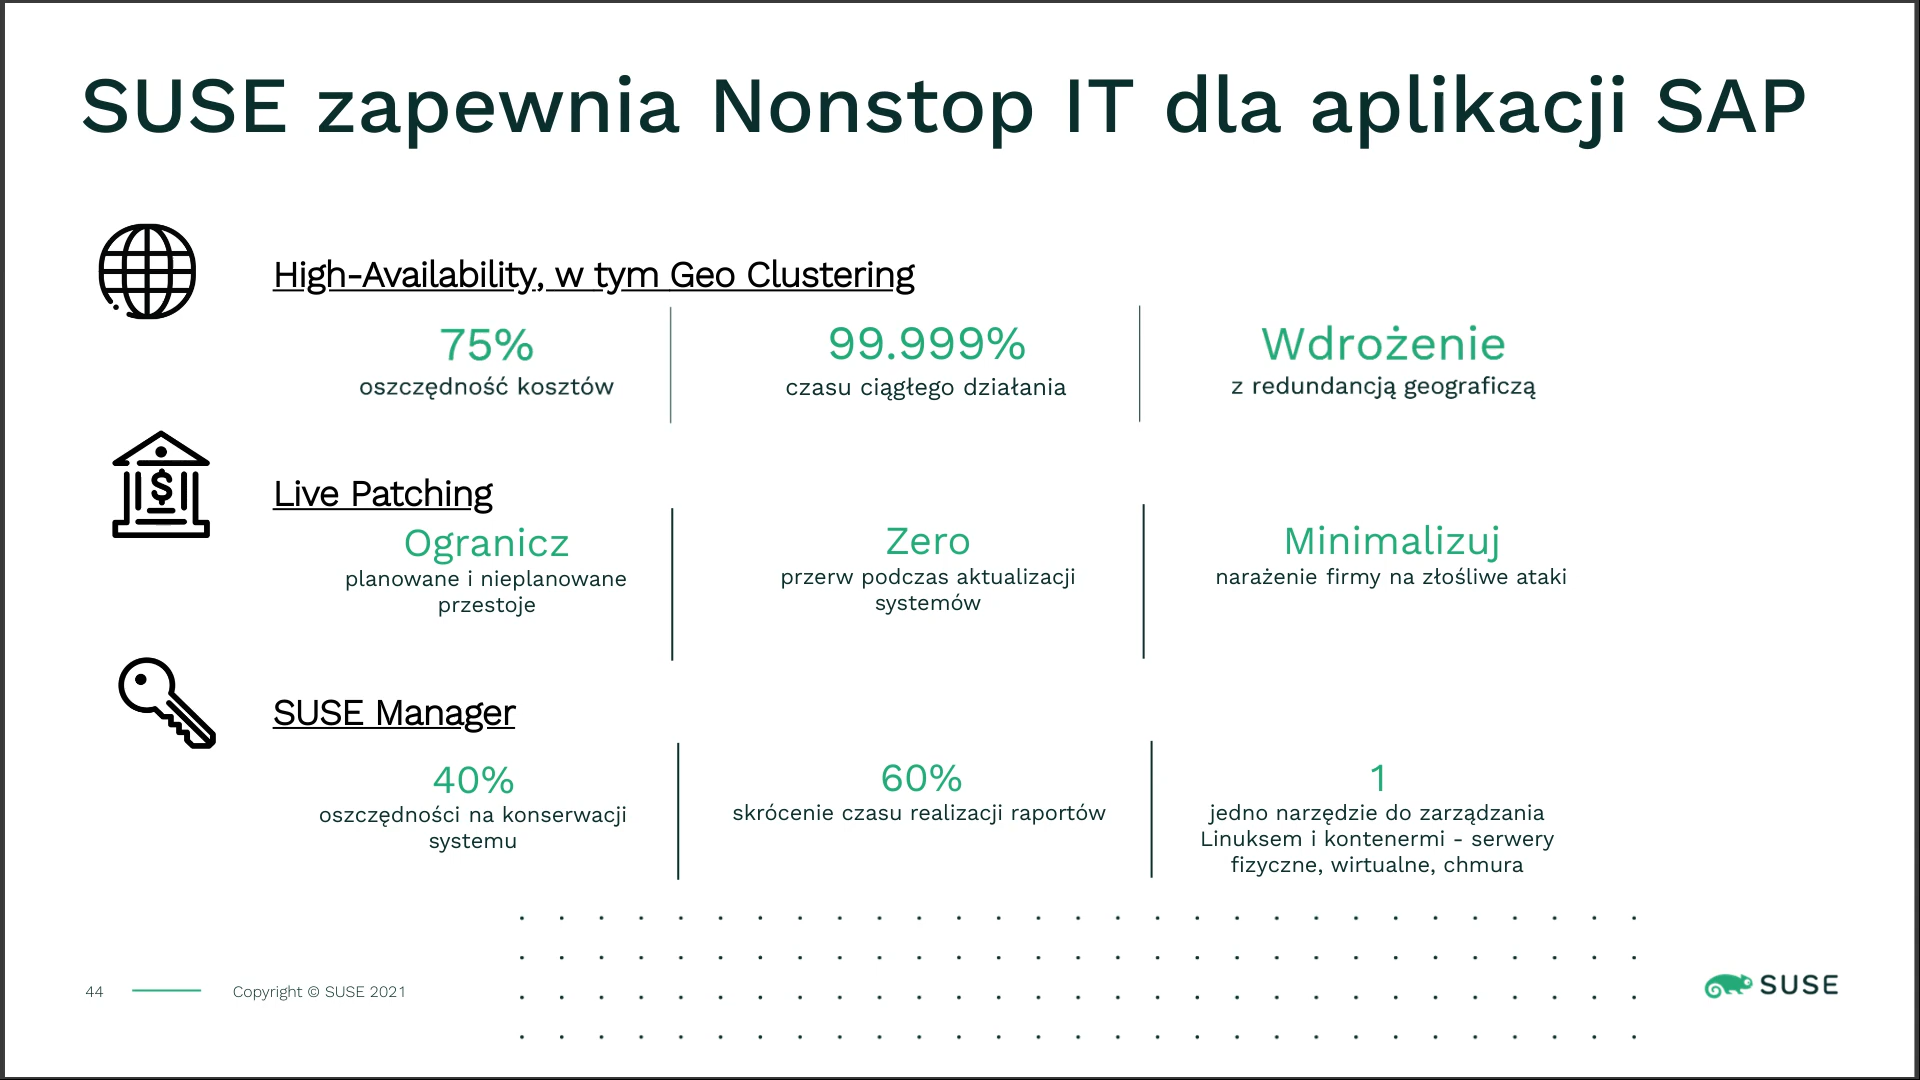 SUSE zapewnia Nonstop IT dla aplikacji SAP
High-Availability, w tym Geo Clustering
75%
oszczędność kosztów
99.999%
czasu ciągłego działania
Wdrożenie
z redundancją geograficzą
$
Live Patching
Ogranicz
planowane i nieplanowane
przestoje
Zero
przerw podczas aktualizacji
systemów
Minimalizuj
narażenie firmy na złośliwe ataki
SUSE Manager
40%
oszczędności na konserwacji
systemu
60%
skrócenie czasu realizacji raportów
1
jedno narzędzie do zarządzania
Linuksem i kontenermi - serwery
fizyczne, wirtualne, chmura
44
Copyright © SUSE 2021
SUSE